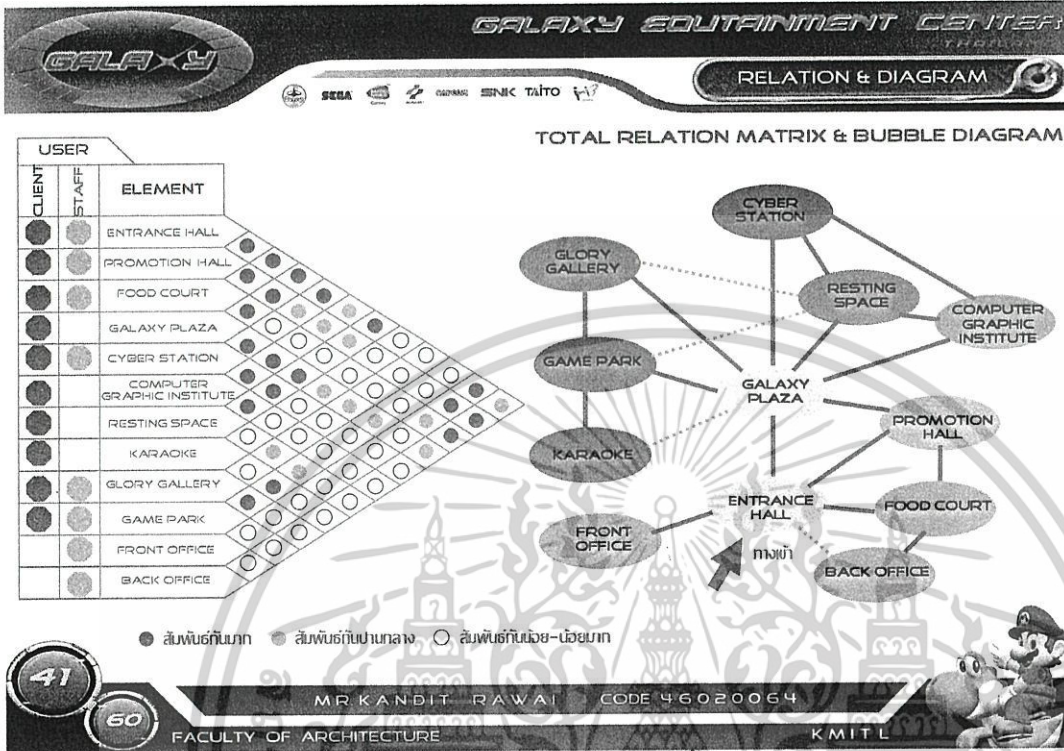 GALAXY EDUTAINMENT CENTER
THAILAND
GALAXY
SEGA
CAPCOM SNK TAITO
RELATION & DIAGRAM
TOTAL RELATION MATRIX & BUBBLE DIAGRAM
USER
CLIENT
STAFF
ELEMENT
ENTRANCE HALL
PROMOTION HALL
FOOD COURT
GALAXY PLAZA
CYBER STATION
COMPUTER
GRAPHIC INSTITUTE
RESTING SPACE
KARAOKE
GLORY GALLERY
GAME PARK
FRONT OFFICE
BACK OFFICE
CYBER
STATION
GLORY
GALLERY
RESTING
SPACE
COMPUTER
GRAPHIC
INSTITUTE
GAME PARK
GALAXY
PLAZA
PROMOTION
HALL
KARAOKE
ENTRANCE
HALL
FOOD COURT
FRONT
OFFICE
ทางเข้า
BACK OFFICE
สัมพันธ์กันมาก สัมพันธ์กันปานกลาง สัมพันธ์กันน้อย-น้อยมาก
41
60
MR.KANDIT RAWAI CODE 46020064
FACULTY OF ARCHITECTURE
KMITL